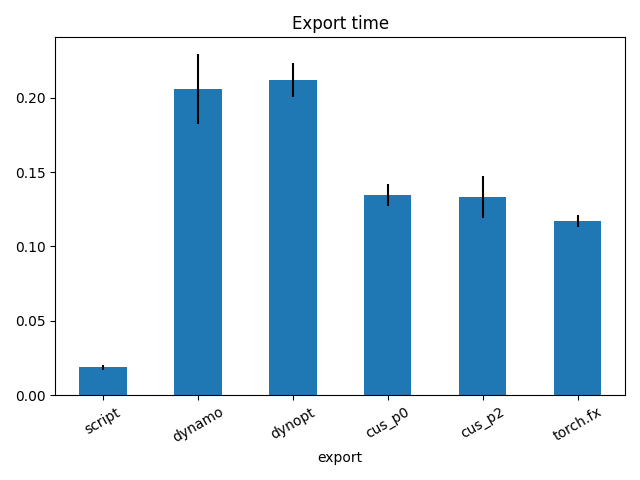 Export time
0.20
0.15
0.10
0.05
0.00
script
dynamo
dynopt
cus_p0
cus_p2
torch.fx
export